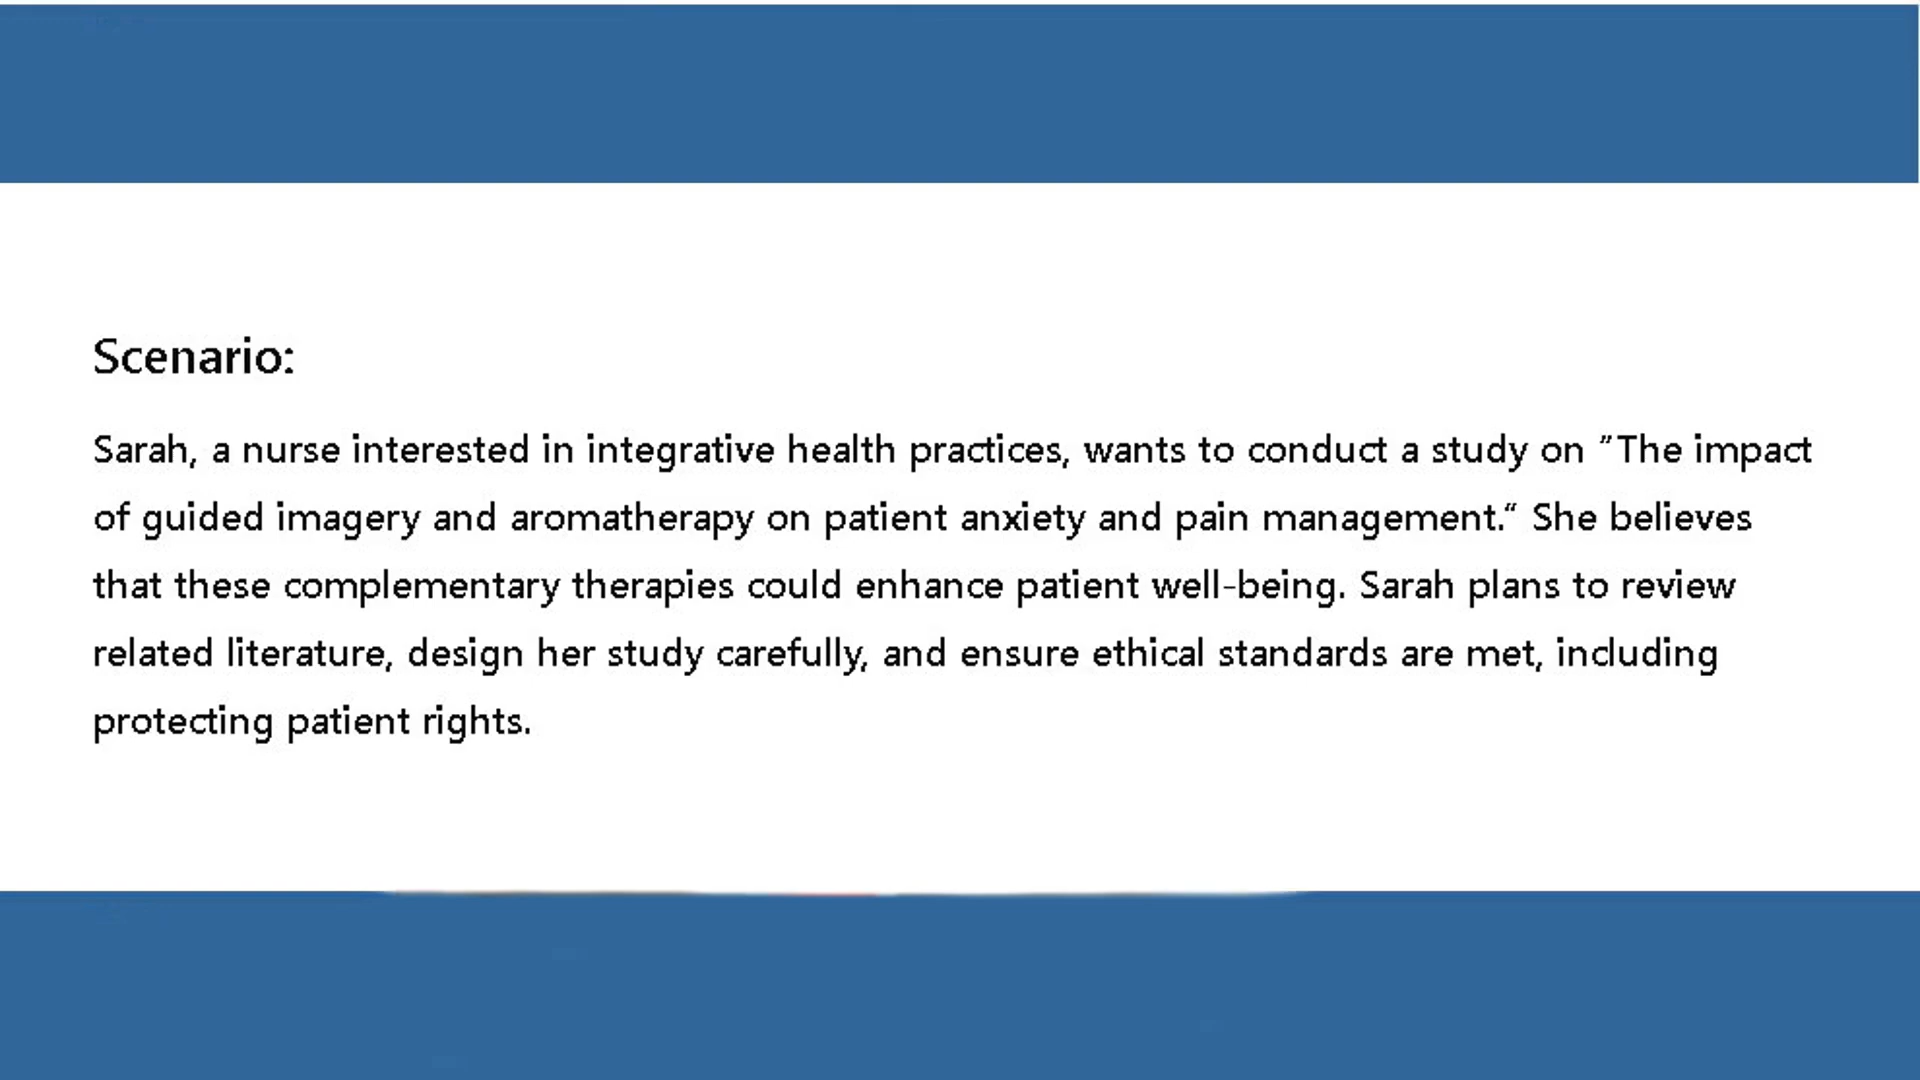 Scenario:
Sarah, a nurse interested in integrative health practices, wants to conduct a study on "The impact
of guided imagery and aromatherapy on patient anxiety and pain management." She believes
that these complementary therapies could enhance patient well-being. Sarah plans to review
related literature, design her study carefully, and ensure ethical standards are met, including
protecting patient rights.